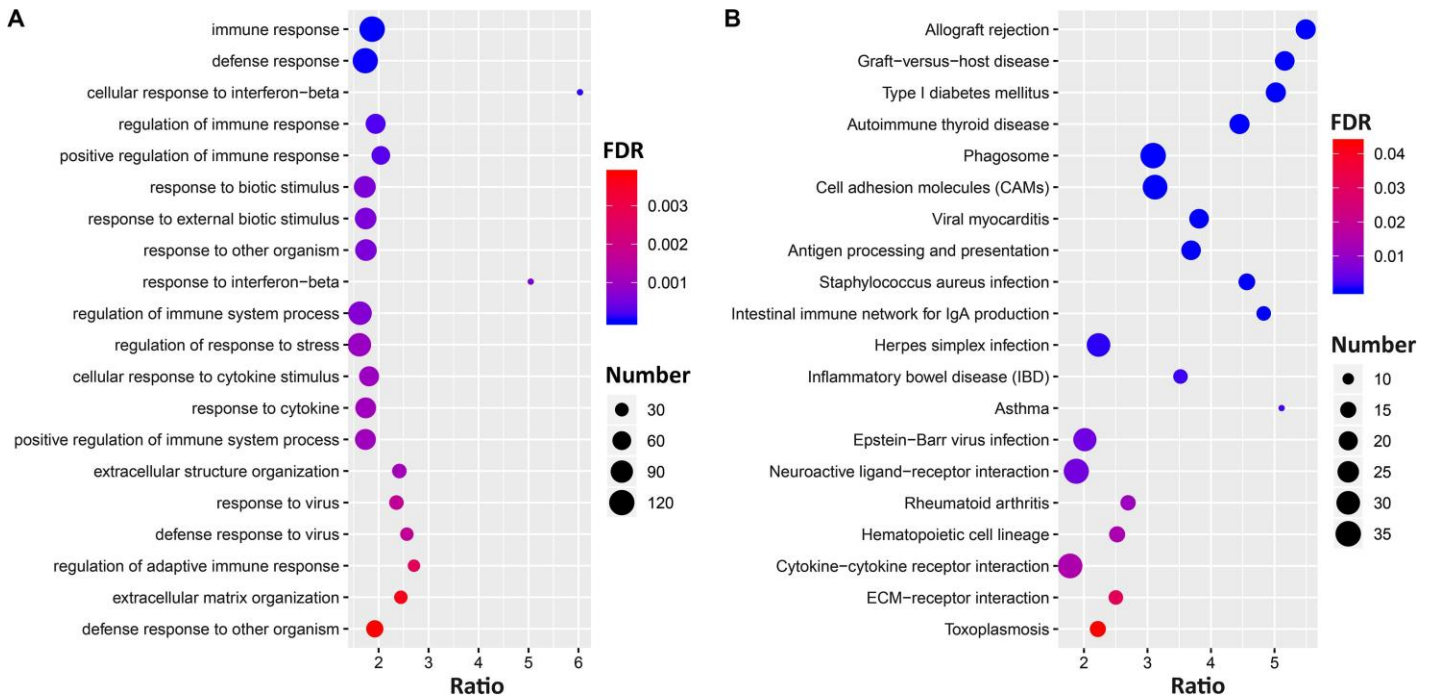 A
immune response
defense response
cellular response to interferon−beta
regulation of immune response
positive regulation of immune response
response to biotic stimulus
response to external biotic stimulus
response to other organism
response to interferon−beta
regulation of immune system process
regulation of response to stress
cellular response to cytokine stimulus
response to cytokine
positive regulation of immune system process
extracellular structure organization
response to virus
defense response to virus
regulation of adaptive immune response
extracellular matrix organization
defense response to other organism
2 3 4 5 6
Ratio
FDR
0.003
0.002
0.001
Number
30
60
90
120
B
Allograft rejection
Graft−versus−host disease
Type I diabetes mellitus
Autoimmune thyroid disease
Phagosome
Cell adhesion molecules (CAMs)
Viral myocarditis
Antigen processing and presentation
Staphylococcus aureus infection
Intestinal immune network for IgA production
Herpes simplex infection
Inflammatory bowel disease (IBD)
Asthma
Epstein−Barr virus infection
Neuroactive ligand−receptor interaction
Rheumatoid arthritis
Hematopoietic cell lineage
Cytokine−cytokine receptor interaction
ECM−receptor interaction
Toxoplasmosis
2 3 4 5
Ratio
FDR
0.04
0.03
0.02
0.01
Number
10
15
20
25
30
35